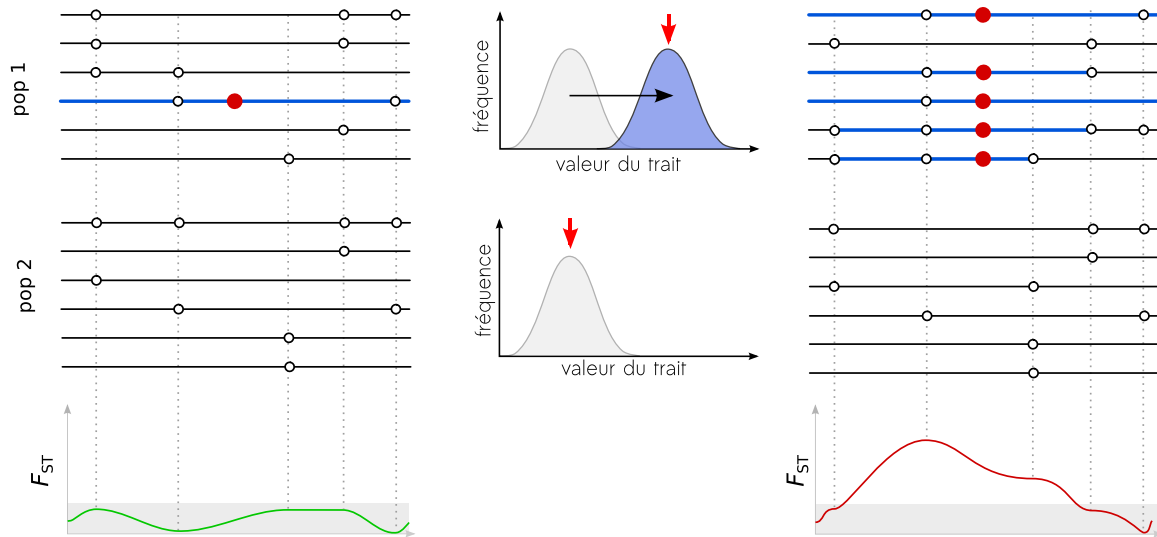 pop 1
fréquence
valeur du trait
pop 2
fréquence
valeur du trait
FST
FST